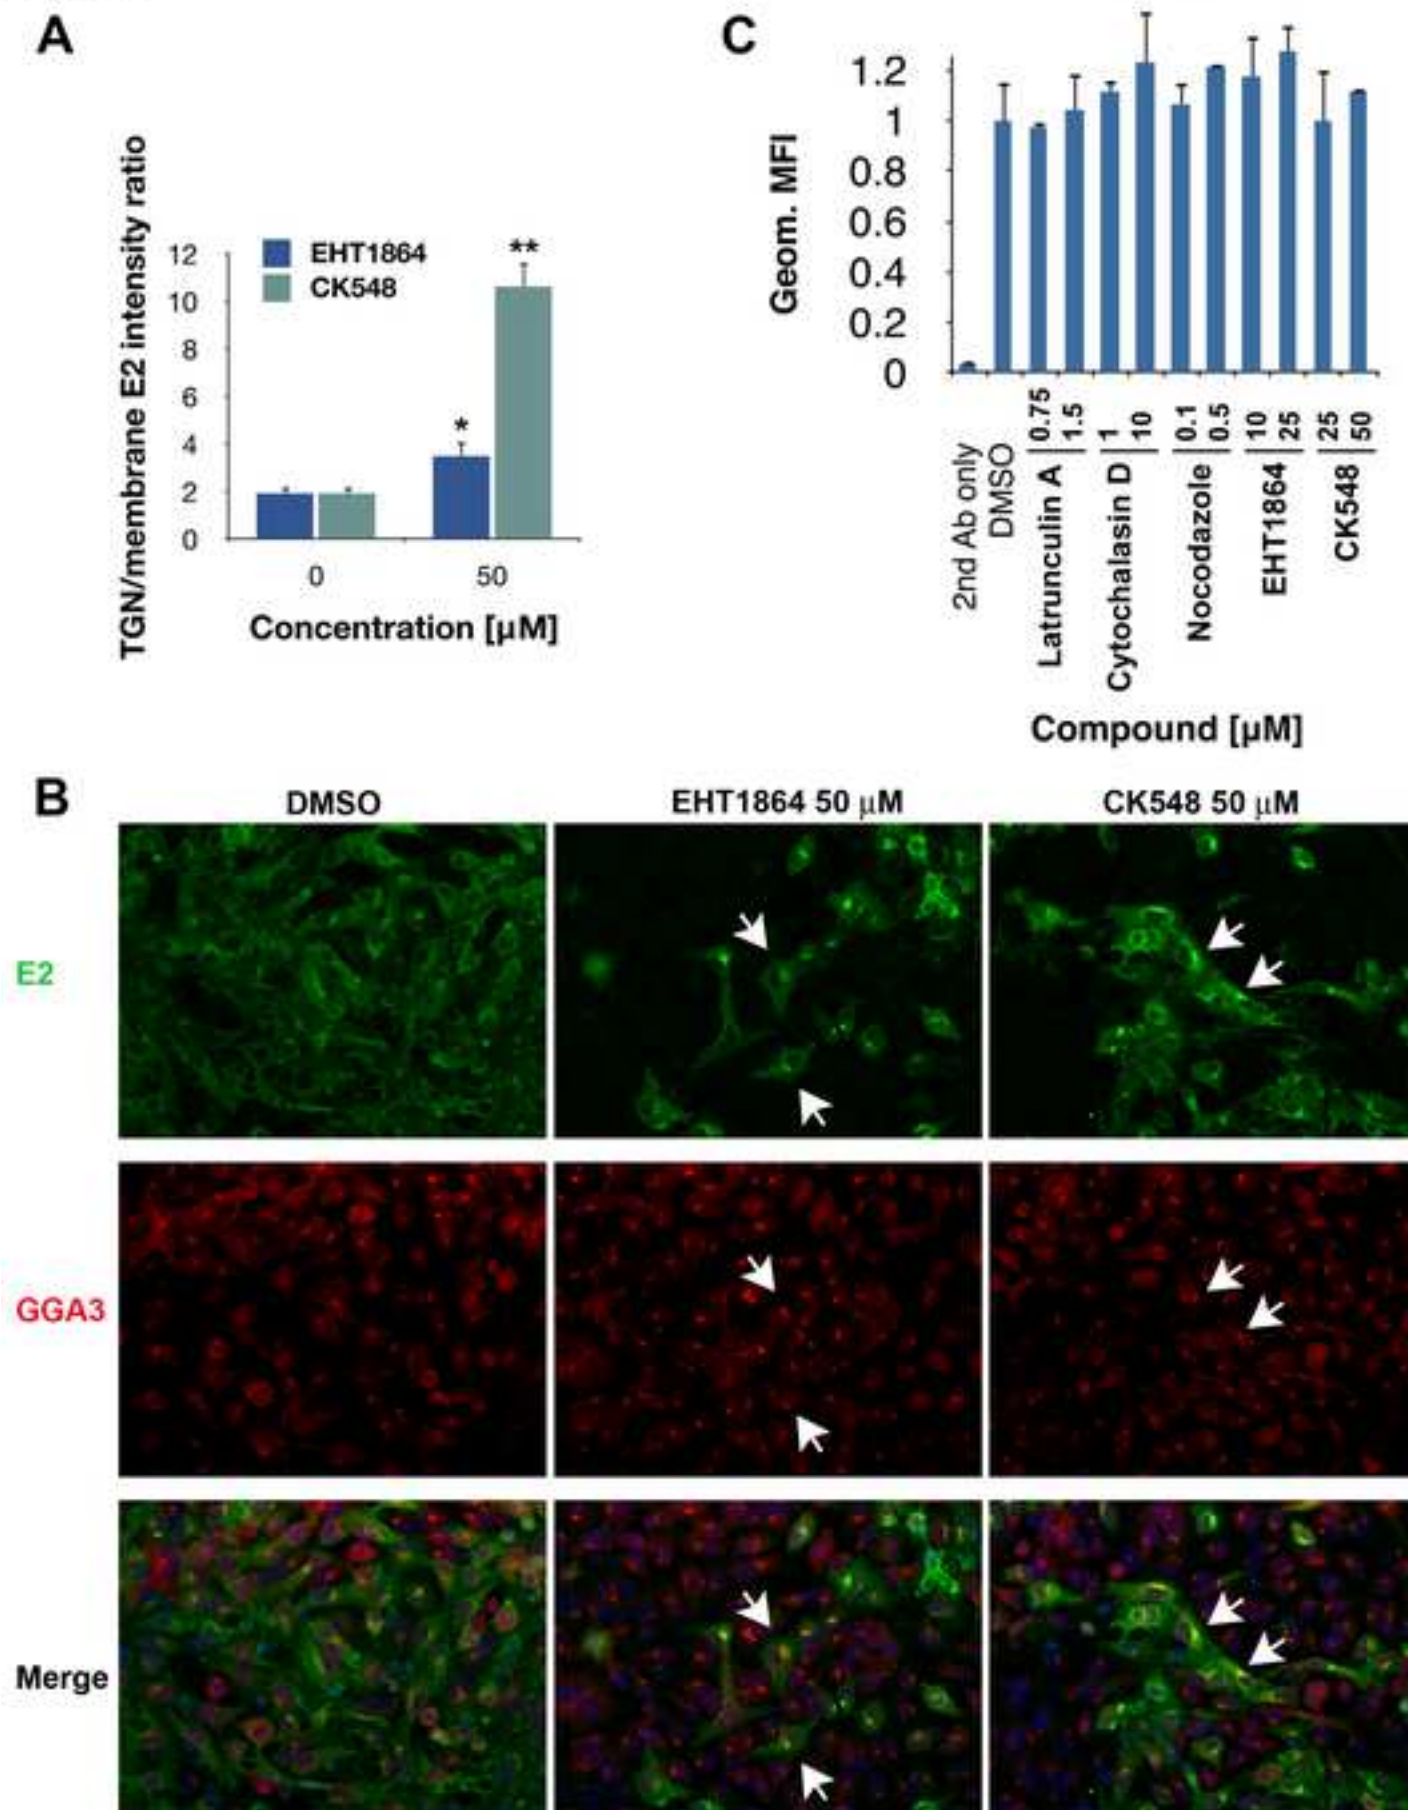 A
TGN/membrane E2 intensity ratio
12
10
8
6
4
2
0
EHT1864
CK548
*
**
0
50
Concentration [µM]
C
Geom. MFI
1.2
1
0.8
0.6
0.4
0.2
0
2nd Ab only
DMSO
0.75
1.5
Latrunculin A
1
10
Cytochalasin D
0.1
0.5
Nocodazole
10
25
EHT1864
25
50
CK548
Compound [µM]
B
DMSO
EHT1864 50 µM
CK548 50 µM
E2
GGA3
Merge